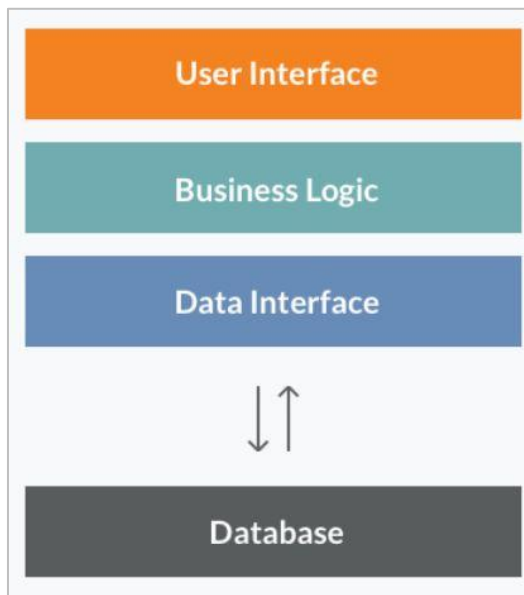 User Interface
Business Logic
Data Interface
Database